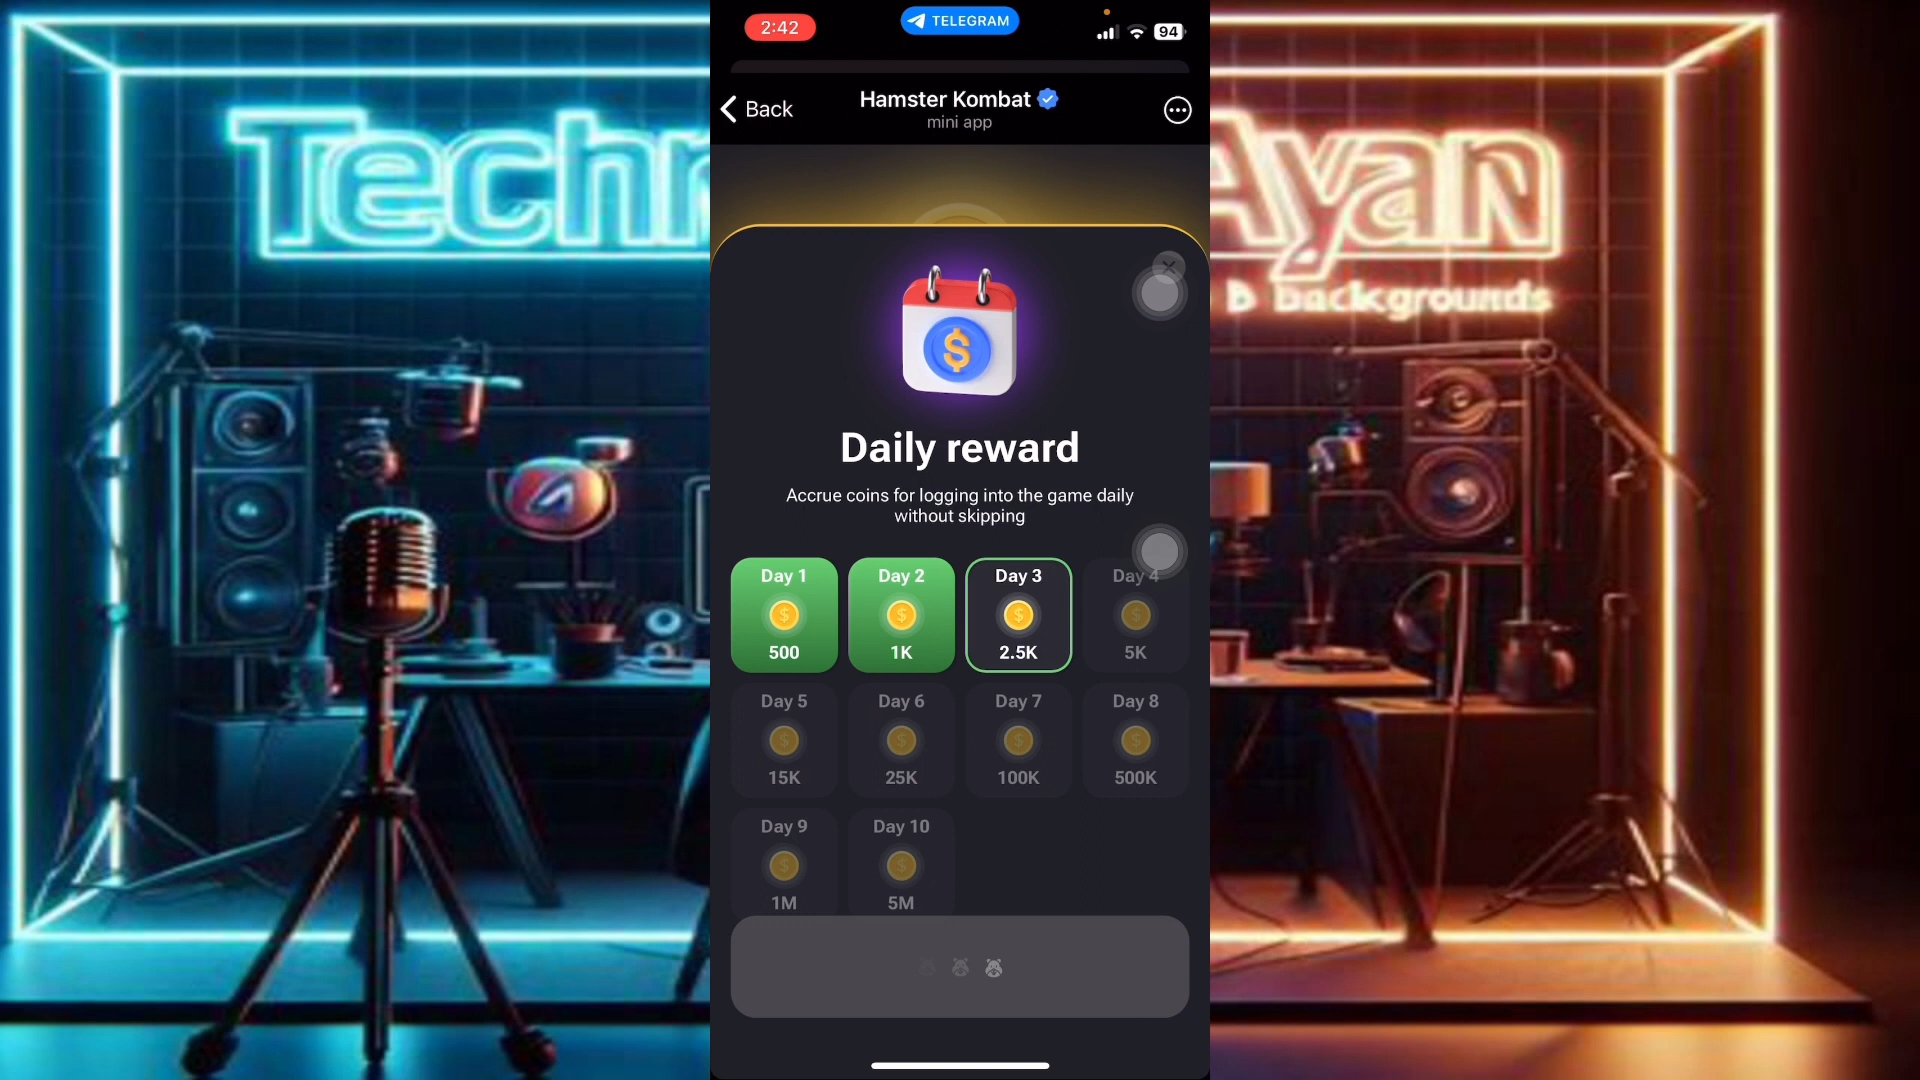 2:42
TELEGRAM
94
Back
Hamster Kombat
mini app
Techn
Ayan
b backgrounds
Daily reward
Accrue coins for logging into the game daily
without skipping
Day 1
Day 2
Day 3
Day 4
500
1K
2.5K
5K
Day 5
Day 6
Day 7
Day 8
15K
25K
100K
500K
Day 9
Day 10
1M
5M